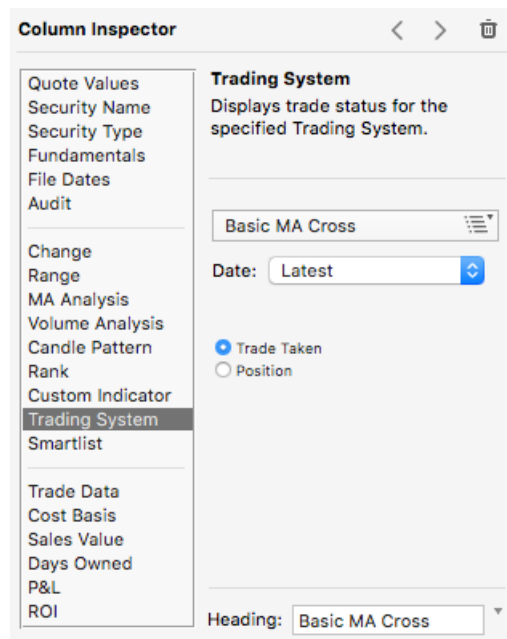 Column Inspector
Quote Values
Security Name
Security Type
Fundamentals
File Dates
Audit
Change
Range
MA Analysis
Volume Analysis
Candle Pattern
Rank
Custom Indicator
Trading System
Smartlist
Trade Data
Cost Basis
Sales Value
Days Owned
P&L
ROI
Trading System
Displays trade status for the
specified Trading System.
Basic MA Cross
Date: Latest
Trade Taken
Position
Heading: Basic MA Cross